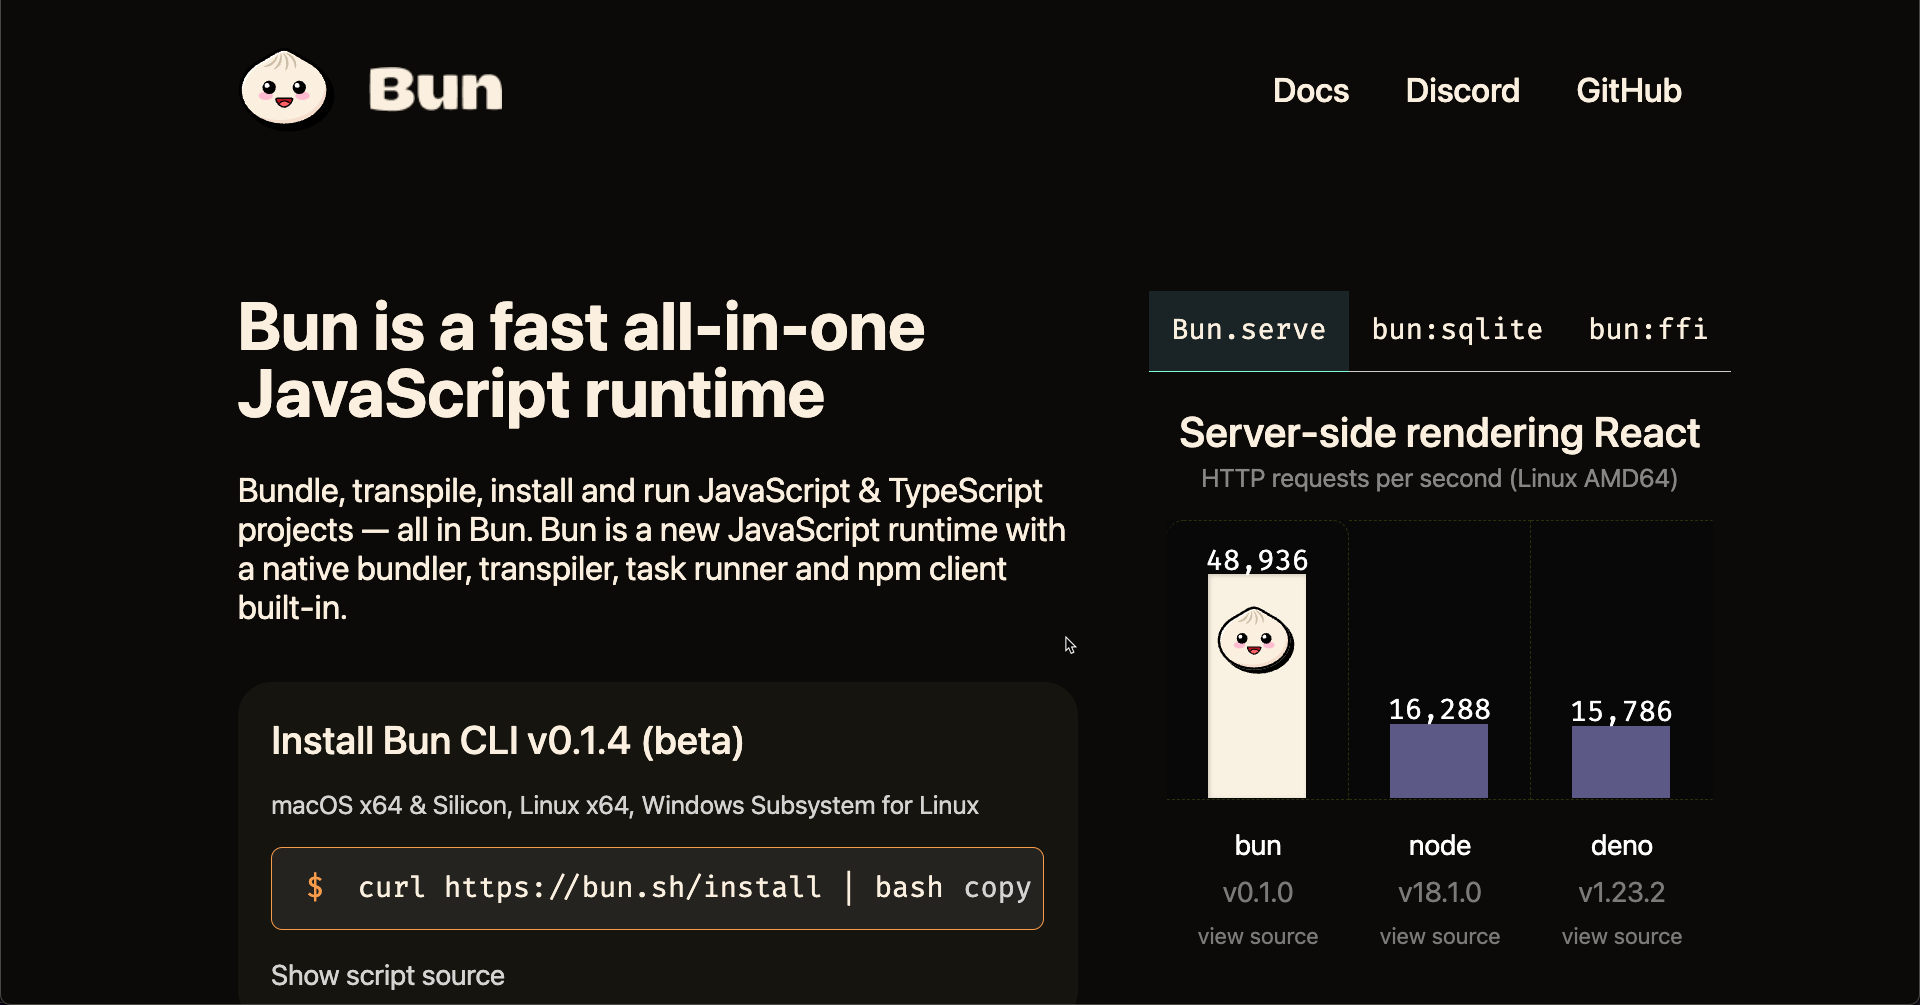 Bun
Docs
Discord
GitHub
Bun is a fast all-in-one
JavaScript runtime
Bundle, transpile, install and run JavaScript & TypeScript
projects — all in Bun. Bun is a new JavaScript runtime with
a native bundler, transpiler, task runner and npm client
built-in.
Install Bun CLI v0.1.4 (beta)
macOS x64 & Silicon, Linux x64, Windows Subsystem for Linux
$ curl https://bun.sh/install | bash copy
Show script source
Bun.serve
bun:sqlite
bun:ffi
Server-side rendering React
HTTP requests per second (Linux AMD64)
48,936
16,288
15,786
bun
node
deno
v0.1.0
v18.1.0
v1.23.2
view source
view source
view source